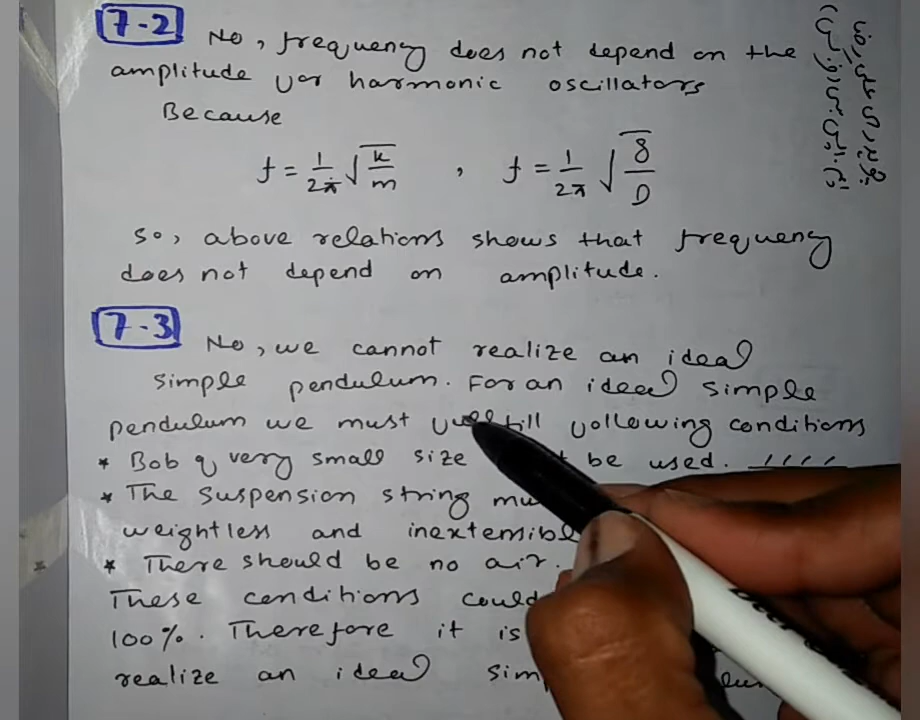 7-2 No, frequency does not depend on the
amplitude for harmonic oscillators
Because
f = 1/2π √k/m , f = 1/2π √g/D
so, above relations shows that frequency
does not depend on amplitude.
7-3 No, we cannot realize an ideal
simple pendulum. For an ideal simple
pendulum we must following conditions
* Bob of very small size be used.
* The suspension string
weightless and
* There should be no air.
These conditions could
100%. Therefore it is
realize an ideal